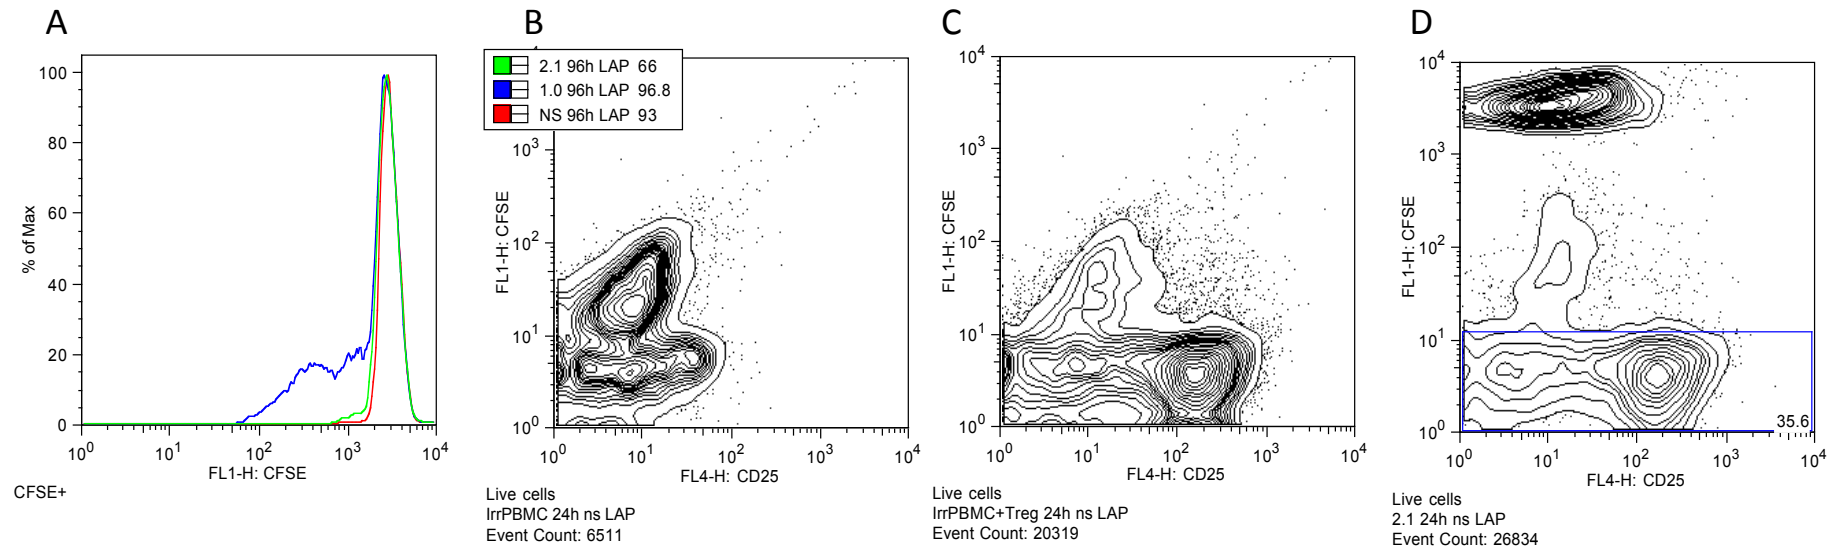 A
B
C
D
100
80
60
40
20
0
% of Max
10^0
10^1
10^2
10^3
10^4
FL1-H: CFSE
CFSE+
2.1 96h LAP 66
1.0 96h LAP 96.8
NS 96h LAP 93
10^3
10^2
10^1
10^0
FL1-H: CFSE
10^0
10^1
10^2
10^3
10^4
FL4-H: CD25
Live cells
IrrPBMC 24h ns LAP
Event Count: 6511
10^4
10^3
10^2
10^1
10^0
FL1-H: CFSE
10^0
10^1
10^2
10^3
10^4
FL4-H: CD25
Live cells
IrrPBMC+Treg 24h ns LAP
Event Count: 20319
10^4
10^3
10^2
10^1
10^0
FL1-H: CFSE
35.6
10^0
10^1
10^2
10^3
10^4
FL4-H: CD25
Live cells
2.1 24h ns LAP
Event Count: 26834